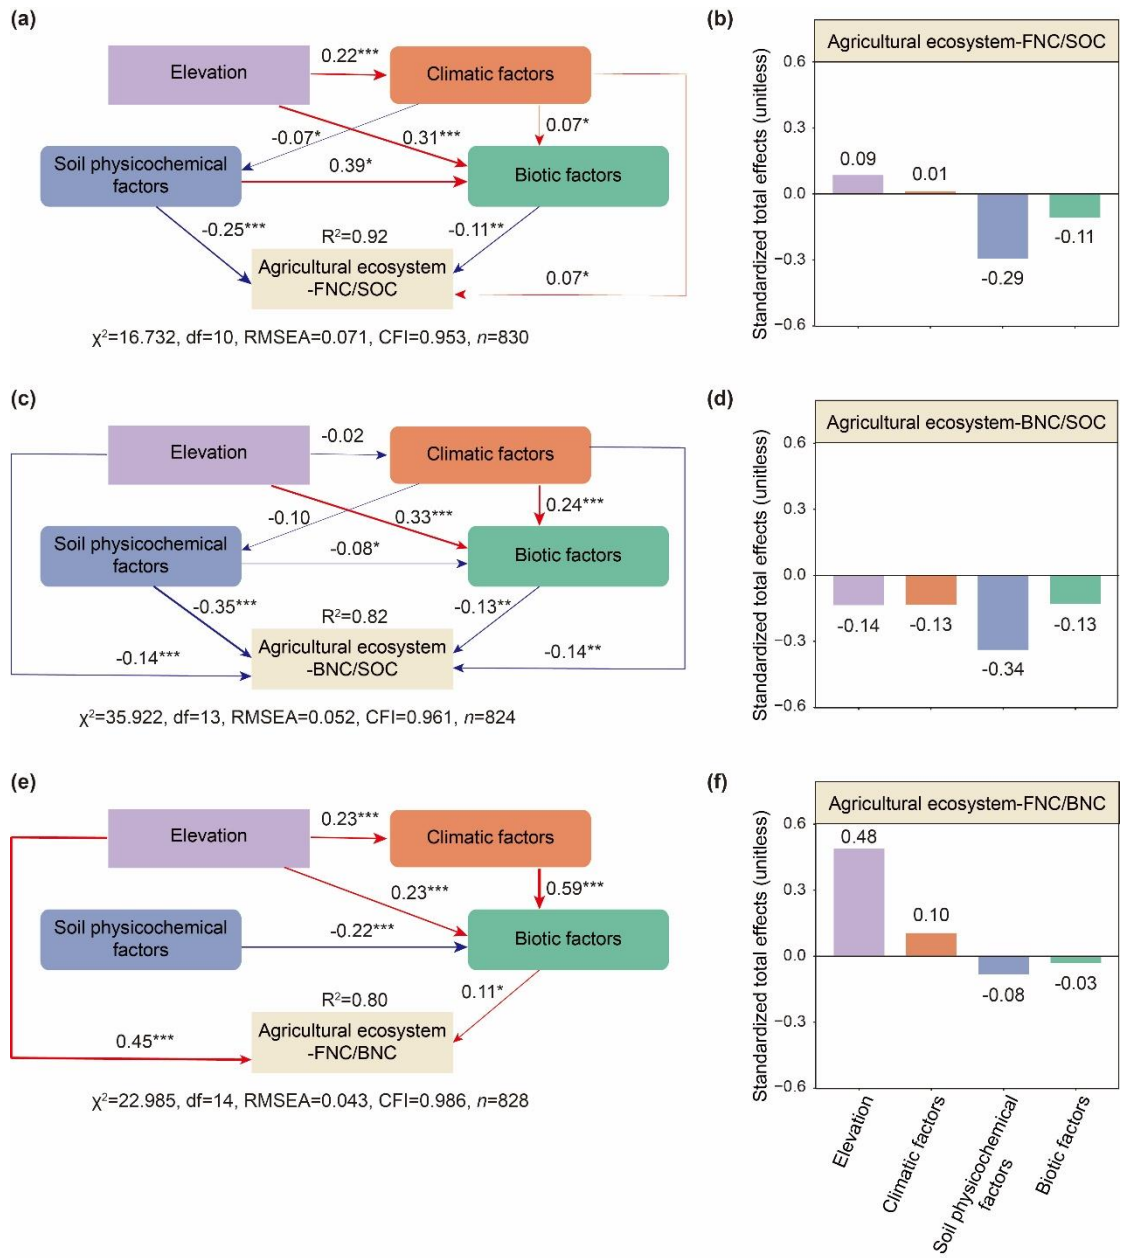 (a)
Elevation
0.22***
Climatic factors
-0.07*
0.31***
0.07*
Soil physicochemical
factors
0.39*
Biotic factors
-0.25***
R²=0.92
-0.11**
Agricultural ecosystem
-FNC/SOC
0.07*
χ²=16.732, df=10, RMSEA=0.071, CFI=0.953, n=830
(b)
Agricultural ecosystem-FNC/SOC
Standardized total effects (unitless)
0.6
0.3
0.0
−0.3
−0.6
0.09
0.01
-0.29
-0.11
(c)
Elevation
-0.02
Climatic factors
-0.10
0.33***
0.24***
Soil physicochemical
factors
-0.08*
Biotic factors
-0.35***
R²=0.82
-0.13**
Agricultural ecosystem
-BNC/SOC
-0.14***
-0.14**
χ²=35.922, df=13, RMSEA=0.052, CFI=0.961, n=824
(d)
Agricultural ecosystem-BNC/SOC
Standardized total effects (unitless)
0.6
0.3
0.0
−0.3
−0.6
-0.14
-0.13
-0.34
-0.13
(e)
Elevation
0.23***
Climatic factors
0.23***
0.59***
Soil physicochemical
factors
-0.22***
Biotic factors
R²=0.80
0.11*
Agricultural ecosystem
-FNC/BNC
0.45***
χ²=22.985, df=14, RMSEA=0.043, CFI=0.986, n=828
(f)
Agricultural ecosystem-FNC/BNC
Standardized total effects (unitless)
0.6
0.3
0.0
−0.3
−0.6
0.48
0.10
-0.08
-0.03
Elevation
Climatic factors
Soil physicochemical
factors
Biotic factors